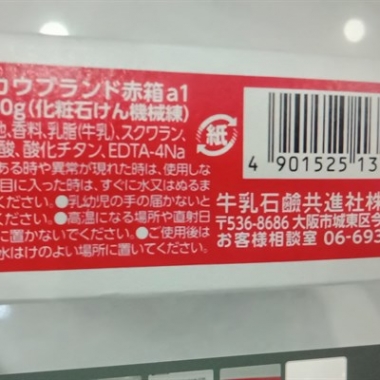 カウブランド赤箱a1
0g(化粧石けん機械練)
香料、乳脂(牛乳)、スクワラン、
酸、酸化チタン、EDTA-4Na
ある時や異常が現れた時は、使用しな
目に入った時は、すぐに水又はぬるま
ください。●乳幼児の手の届かないと
ください。●高温になる場所や直射日
に置かないでください。●ご使用後は
水はけのよい場所に置いてください。
紙
4 901525 13
牛乳石鹼共進社株
〒536-8686 大阪市城東区今
お客様相談室 06-693